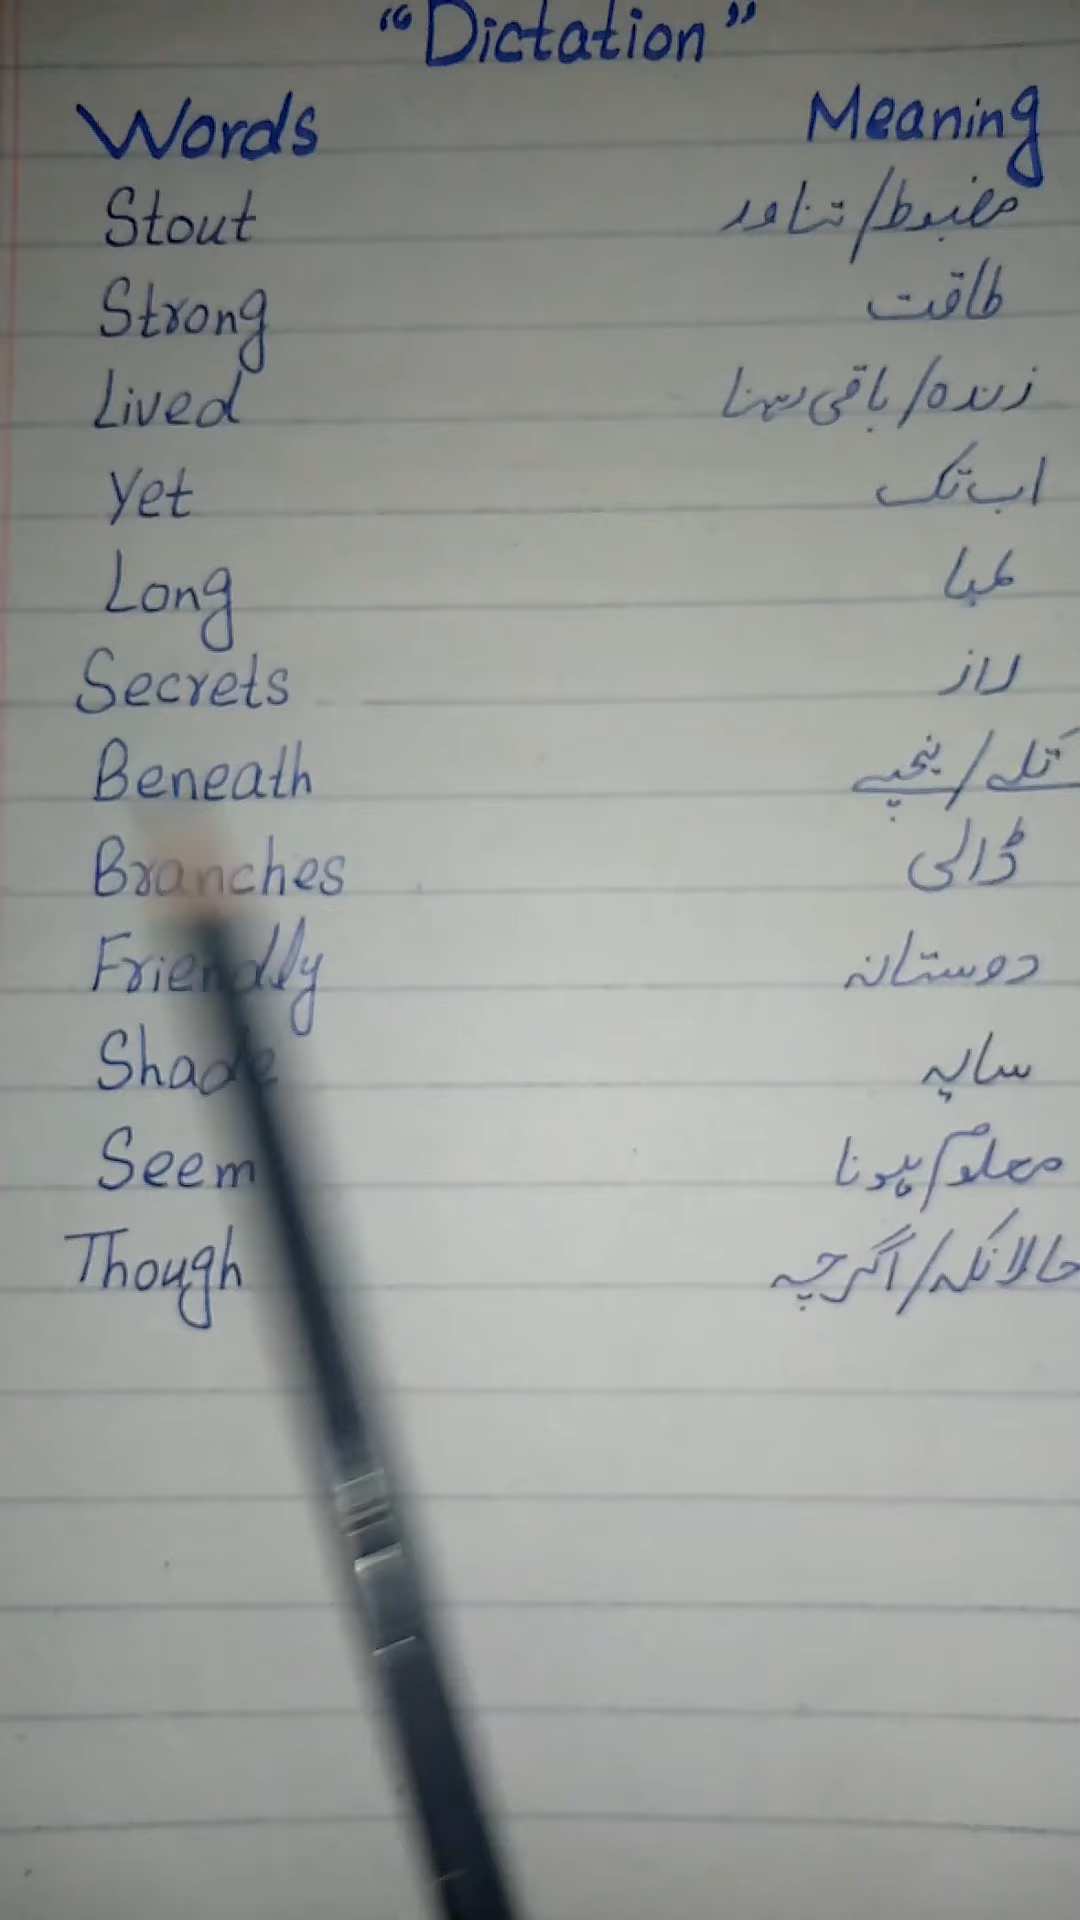 "Dictation"
Words Meaning
Stout مضبوط/تناور
Strong طاقت
Lived زندہ/باقی رہنا
Yet اب تک
Long لمبا
Secrets راز
Beneath تلے/نیچے
Branches ڈالی
Friendly دوستانہ
Shade سایہ
Seem معلوم ہونا
Though حالانکہ/اگرچہ